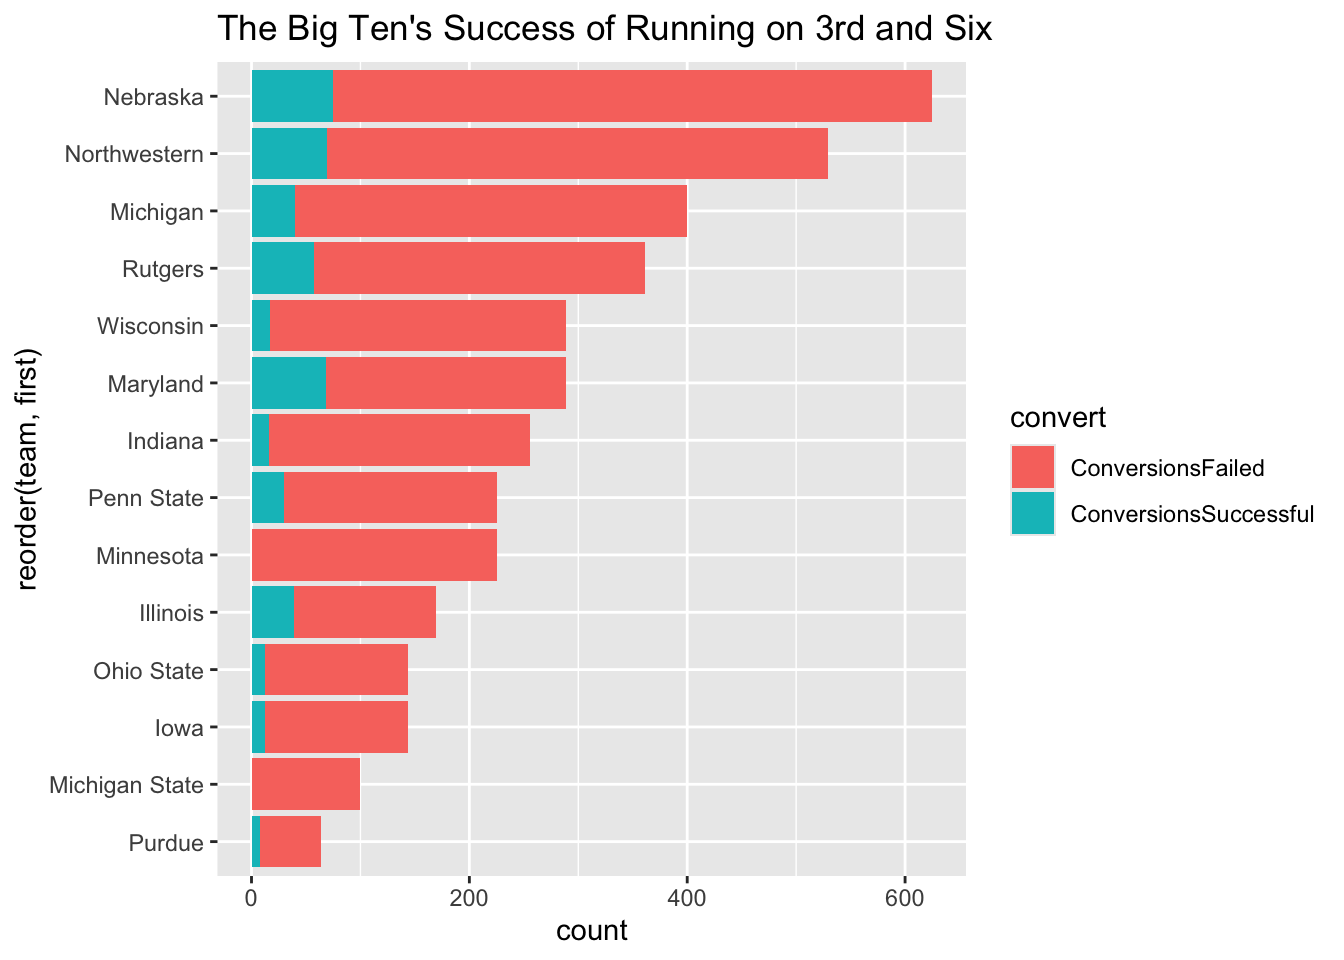 The Big Ten's Success of Running on 3rd and Six
Nebraska
Northwestern
Michigan
Rutgers
Wisconsin
Maryland
Indiana
Penn State
Minnesota
Illinois
Ohio State
Iowa
Michigan State
Purdue
reorder(team, first)
0 200 400 600
count
convert
ConversionsFailed
ConversionsSuccessful